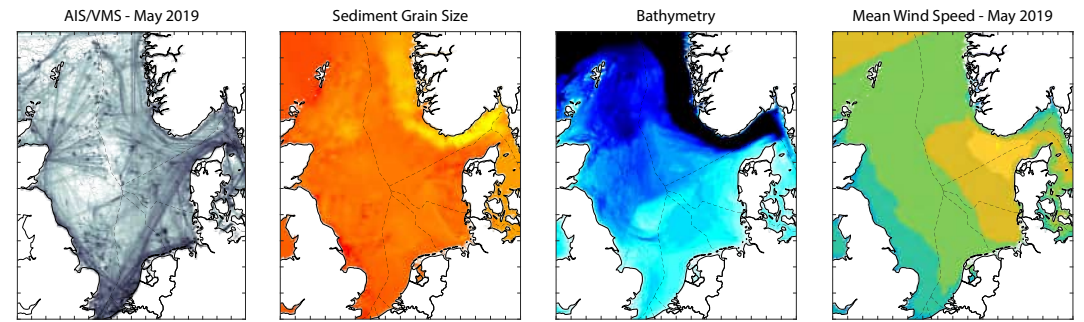 AIS/VMS - May 2019
Sediment Grain Size
Bathymetry
Mean Wind Speed - May 2019